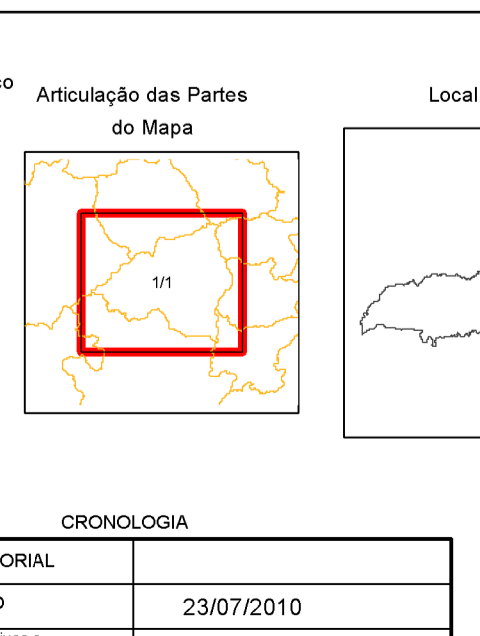 Articulação das Partes
do Mapa
Local
1/1
CRONOLOGIA
ORIAL
23/07/2010